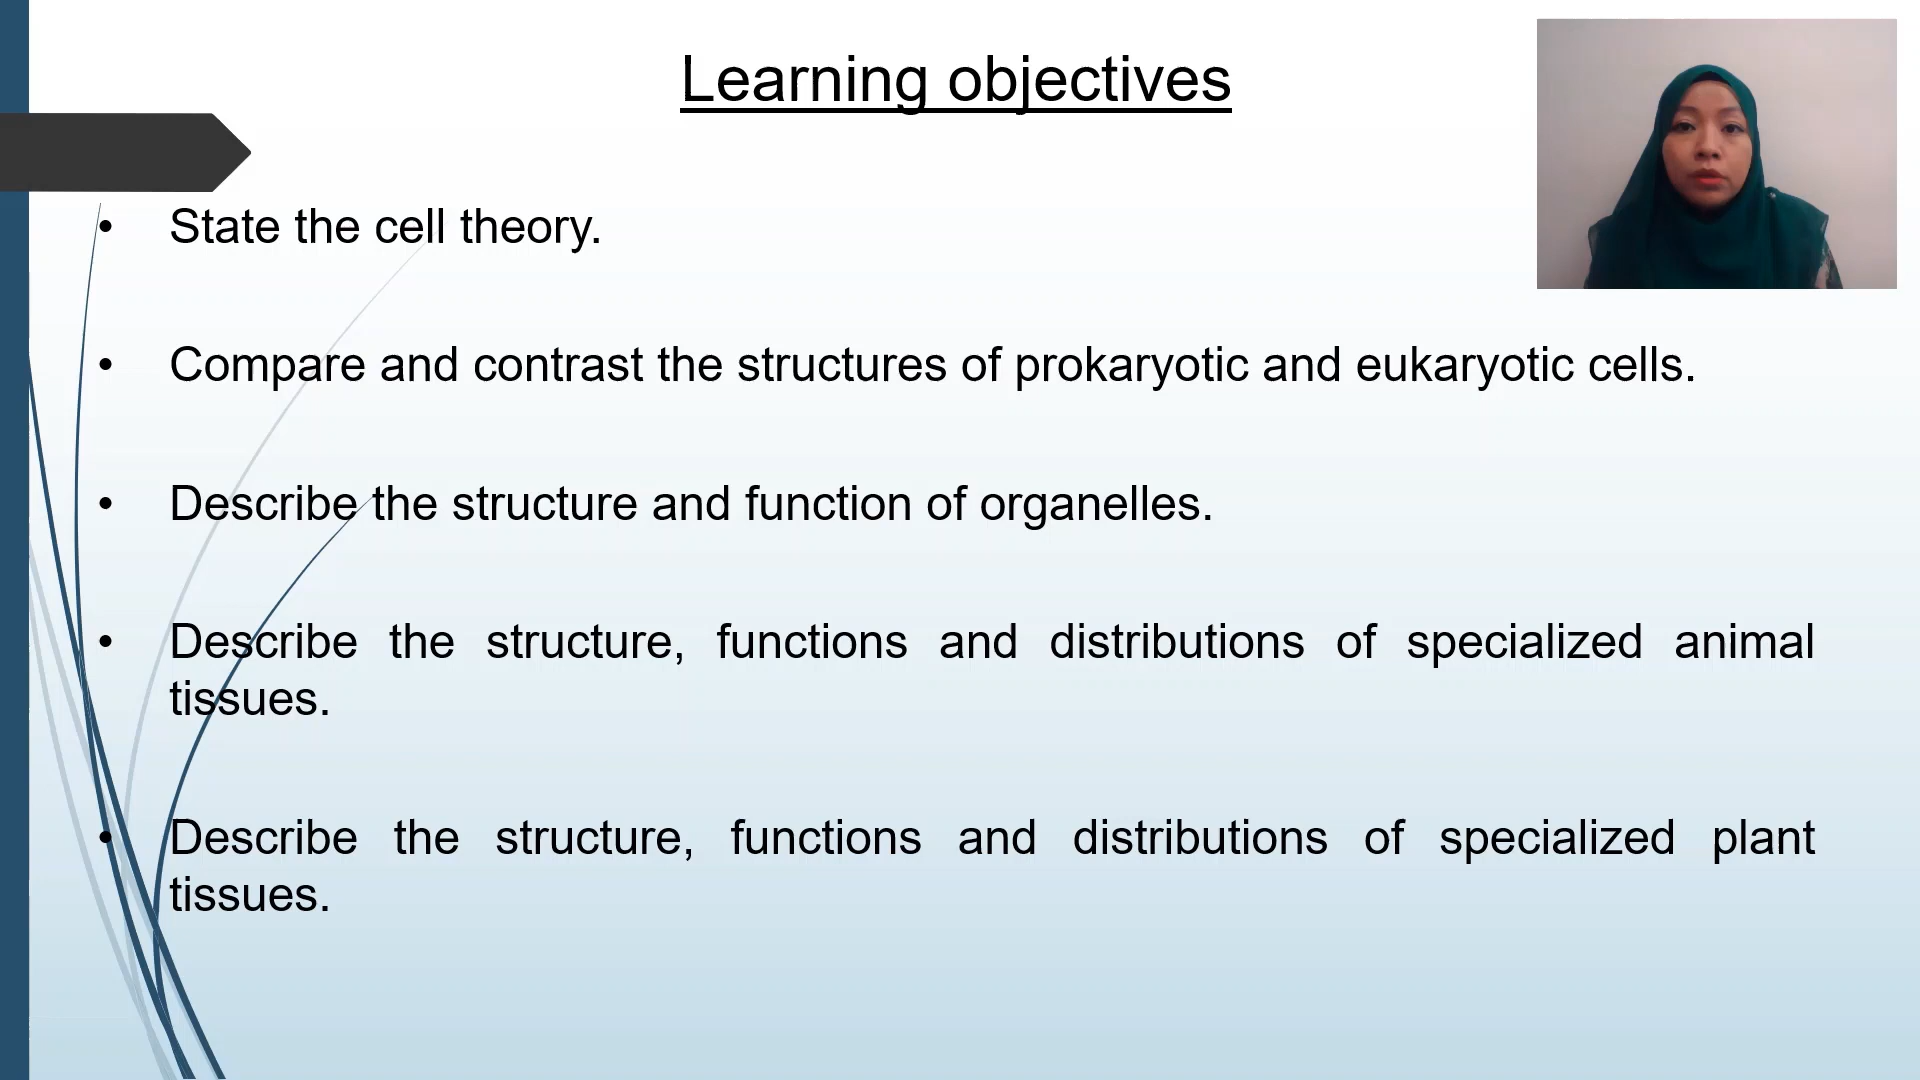 Learning objectives
• State the cell theory.
• Compare and contrast the structures of prokaryotic and eukaryotic cells.
• Describe the structure and function of organelles.
• Describe the structure, functions and distributions of specialized animal
tissues.
• Describe the structure, functions and distributions of specialized plant
tissues.